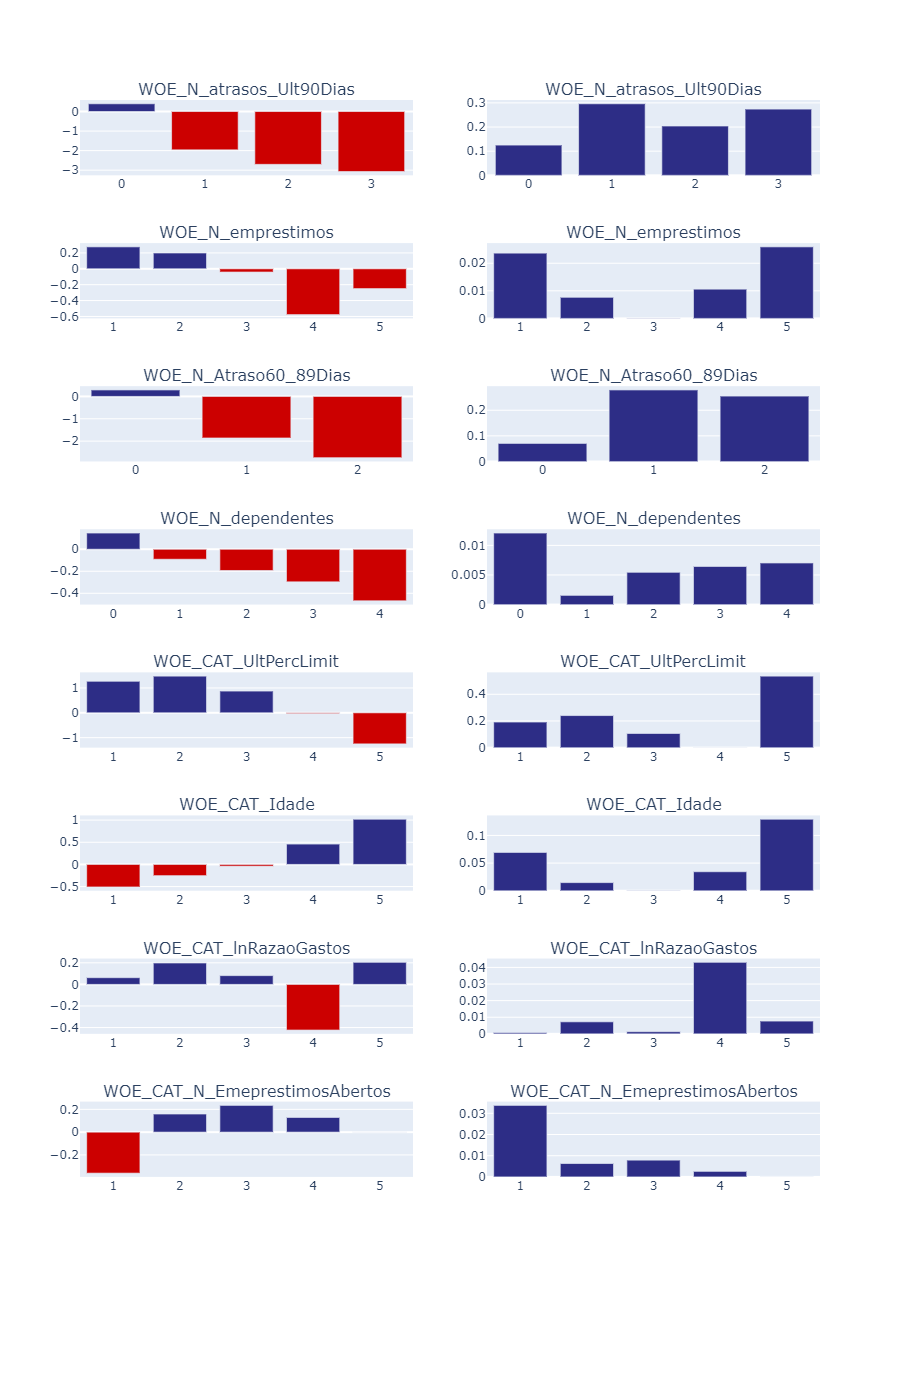 WOE_N_atrasos_Ult90Dias
0
−1
−2
−3
0 1 2 3
WOE_N_atrasos_Ult90Dias
0.3
0.2
0.1
0
0 1 2 3
WOE_N_emprestimos
0.2
0
−0.2
−0.4
−0.6
1 2 3 4 5
WOE_N_emprestimos
0.02
0.01
0
1 2 3 4 5
WOE_N_Atraso60_89Dias
0
−1
−2
0 1 2
WOE_N_Atraso60_89Dias
0.2
0.1
0
0 1 2
WOE_N_dependentes
0
−0.2
−0.4
0 1 2 3 4
WOE_N_dependentes
0.01
0.005
0
0 1 2 3 4
WOE_CAT_UltPercLimit
1
0
−1
1 2 3 4 5
WOE_CAT_UltPercLimit
0.4
0.2
0
1 2 3 4 5
WOE_CAT_Idade
1
0.5
0
−0.5
1 2 3 4 5
WOE_CAT_Idade
0.1
0.05
0
1 2 3 4 5
WOE_CAT_lnRazaoGastos
0.2
0
−0.2
−0.4
1 2 3 4 5
WOE_CAT_lnRazaoGastos
0.04
0.03
0.02
0.01
0
1 2 3 4 5
WOE_CAT_N_EmeprestimosAbertos
0.2
0
−0.2
1 2 3 4 5
WOE_CAT_N_EmeprestimosAbertos
0.03
0.02
0.01
0
1 2 3 4 5